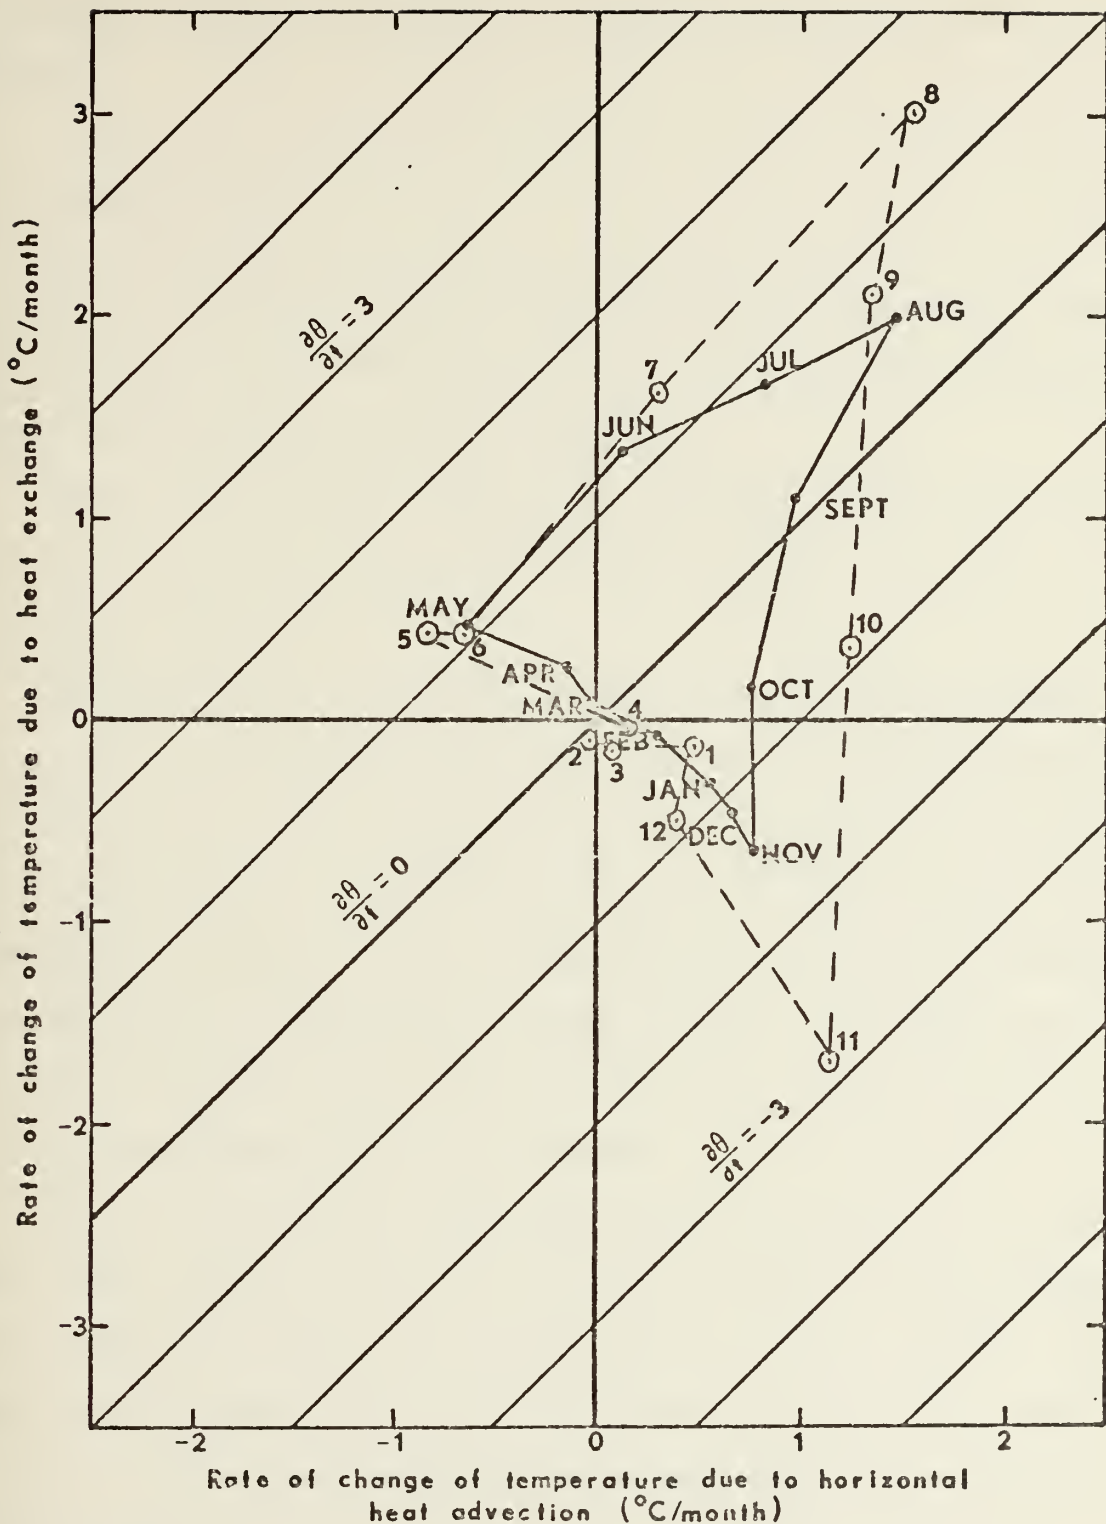 Rate of change of temperature due to heat exchange (°C/month)
3
2
1
0
-1
-2
-3
8
∂θ/∂t = 3
9
AUG
7
JUL
JUN
SEPT
MAY
5
6
10
APR
OCT
MAR
4
2
FEB
3
1
JAN
12
DEC
NOV
∂θ/∂t = 0
11
∂θ/∂t = -3
-2
-1
0
1
2
Rate of change of temperature due to horizontal
heat advection (°C/month)